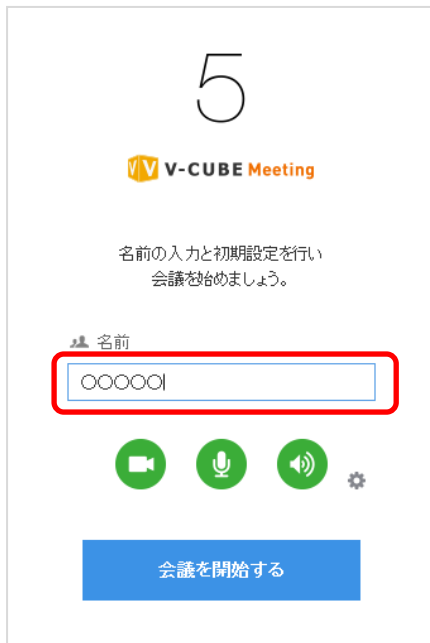 5
V-CUBE Meeting
名前の入力と初期設定を行い
会議を始めましょう。
名前
○○○○○
会議を開始する